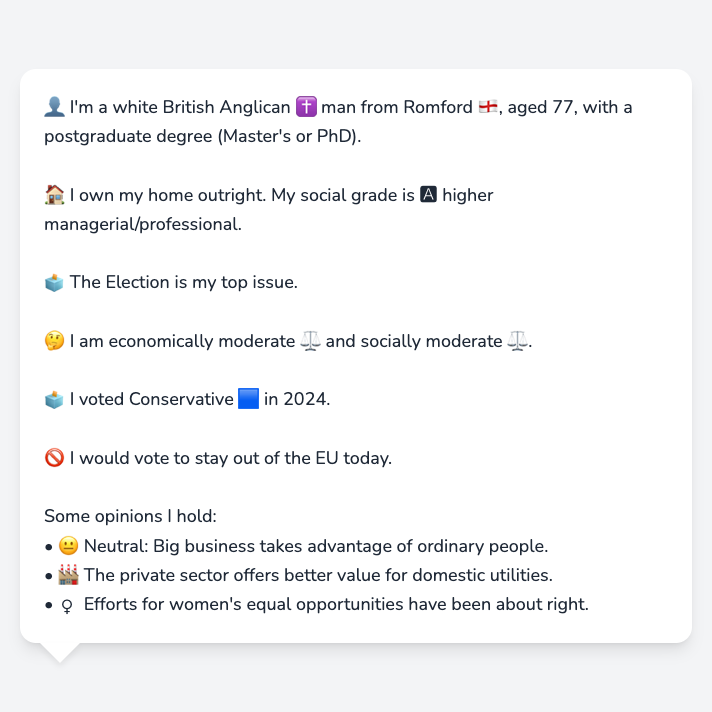 👤 I'm a white British Anglican ✝️ man from Romford 🏴󠁧󠁢󠁥󠁮󠁧󠁿, aged 77, with a
postgraduate degree (Master's or PhD).
🏠 I own my home outright. My social grade is 🅰 higher
managerial/professional.
🗳️ The Election is my top issue.
🤔 I am economically moderate ⚖️ and socially moderate ⚖️.
🗳️ I voted Conservative 🟦 in 2024.
🚫 I would vote to stay out of the EU today.
Some opinions I hold:
• 😐 Neutral: Big business takes advantage of ordinary people.
• 🏭 The private sector offers better value for domestic utilities.
• ♀ Efforts for women's equal opportunities have been about right.